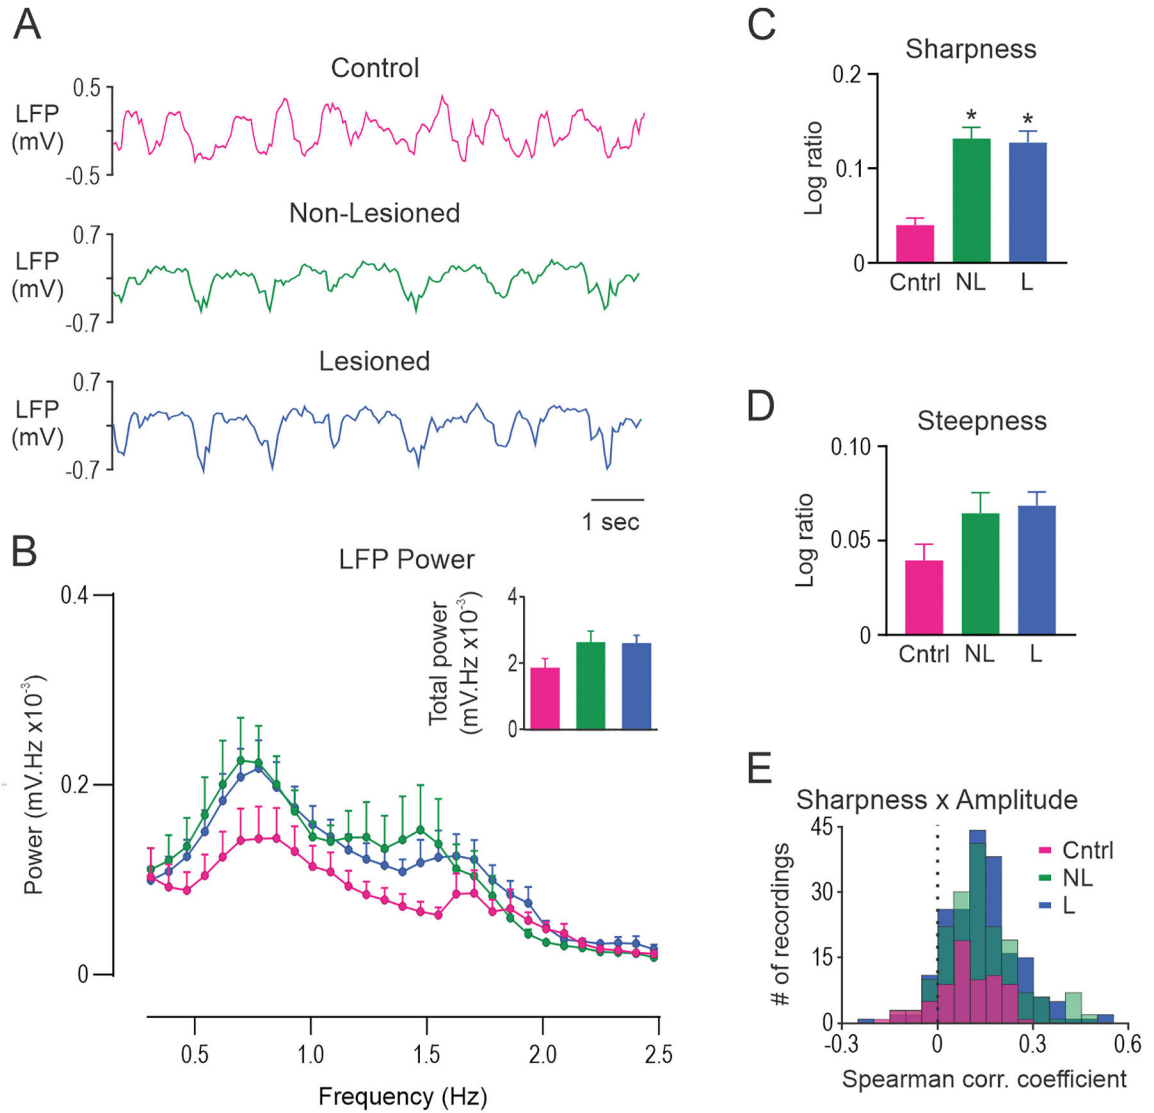 A
Control
0.5
LFP
(mV)
-0.5
Non-Lesioned
0.7
LFP
(mV)
-0.7
Lesioned
0.7
LFP
(mV)
-0.7
1 sec
B
LFP Power
0.4
0.2
0
Power (mV.Hz x10-3)
4
2
0
Total power
(mV.Hz x10-3)
0.5
1.0
1.5
2.0
2.5
Frequency (Hz)
C
Sharpness
0.2
0.1
0
Log ratio
*
*
Cntrl
NL
L
D
Steepness
0.10
0.05
0
Log ratio
Cntrl
NL
L
E
Sharpness x Amplitude
45
30
15
0
# of recordings
Cntrl
NL
L
-0.3
0
0.3
0.6
Spearman corr. coefficient